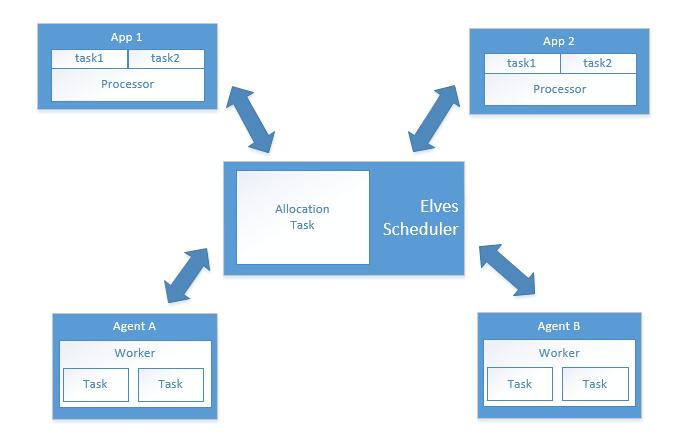 App 1
task1 task2
Processor
App 2
task1 task2
Processor
Allocation
Task
Elves
Scheduler
Agent A
Worker
Task Task
Agent B
Worker
Task Task